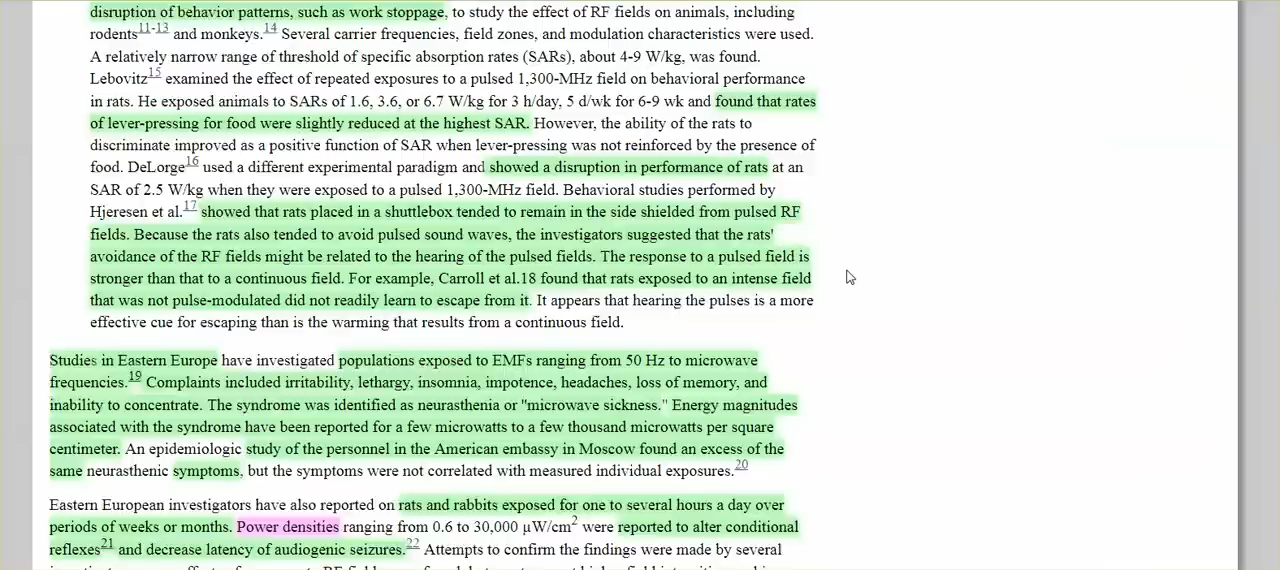 disruption of behavior patterns, such as work stoppage, to study the effect of RF fields on animals, including
rodents11-13 and monkeys.14 Several carrier frequencies, field zones, and modulation characteristics were used.
A relatively narrow range of threshold of specific absorption rates (SARs), about 4-9 W/kg, was found.
Lebovitz15 examined the effect of repeated exposures to a pulsed 1,300-MHz field on behavioral performance
in rats. He exposed animals to SARs of 1.6, 3.6, or 6.7 W/kg for 3 h/day, 5 d/wk for 6-9 wk and found that rates
of lever-pressing for food were slightly reduced at the highest SAR. However, the ability of the rats to
discriminate improved as a positive function of SAR when lever-pressing was not reinforced by the presence of
food. DeLorge16 used a different experimental paradigm and showed a disruption in performance of rats at an
SAR of 2.5 W/kg when they were exposed to a pulsed 1,300-MHz field. Behavioral studies performed by
Hjeresen et al.17 showed that rats placed in a shuttlebox tended to remain in the side shielded from pulsed RF
fields. Because the rats also tended to avoid pulsed sound waves, the investigators suggested that the rats'
avoidance of the RF fields might be related to the hearing of the pulsed fields. The response to a pulsed field is
stronger than that to a continuous field. For example, Carroll et al.18 found that rats exposed to an intense field
that was not pulse-modulated did not readily learn to escape from it. It appears that hearing the pulses is a more
effective cue for escaping than is the warming that results from a continuous field.
Studies in Eastern Europe have investigated populations exposed to EMFs ranging from 50 Hz to microwave
frequencies.19 Complaints included irritability, lethargy, insomnia, impotence, headaches, loss of memory, and
inability to concentrate. The syndrome was identified as neurasthenia or "microwave sickness." Energy magnitudes
associated with the syndrome have been reported for a few microwatts to a few thousand microwatts per square
centimeter. An epidemiologic study of the personnel in the American embassy in Moscow found an excess of the
same neurasthenic symptoms, but the symptoms were not correlated with measured individual exposures.20
Eastern European investigators have also reported on rats and rabbits exposed for one to several hours a day over
periods of weeks or months. Power densities ranging from 0.6 to 30,000 µW/cm2 were reported to alter conditional
reflexes21 and decrease latency of audiogenic seizures.22 Attempts to confirm the findings were made by several